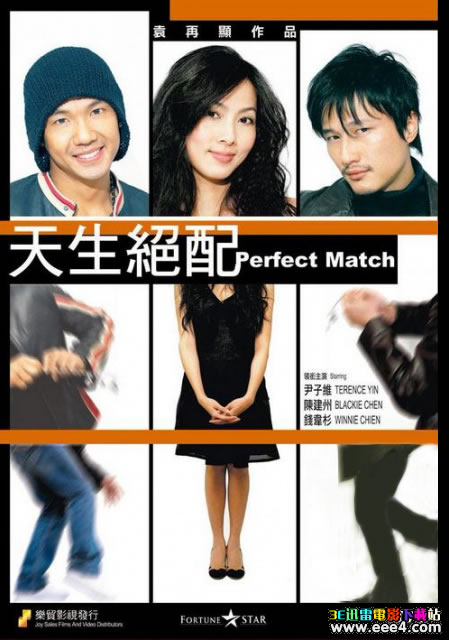 袁再顯作品
天生絕配Perfect Match
領銜主演 Starring
尹子維 TERENCE YIN
陳建州 BLACKIE CHEN
錢韋杉 WINNIE CHIEN
樂貿影視發行
Joy Sales Films And Video Distributors
FORTUNE STAR
3E迅雷電影下載站
www.eee4.com